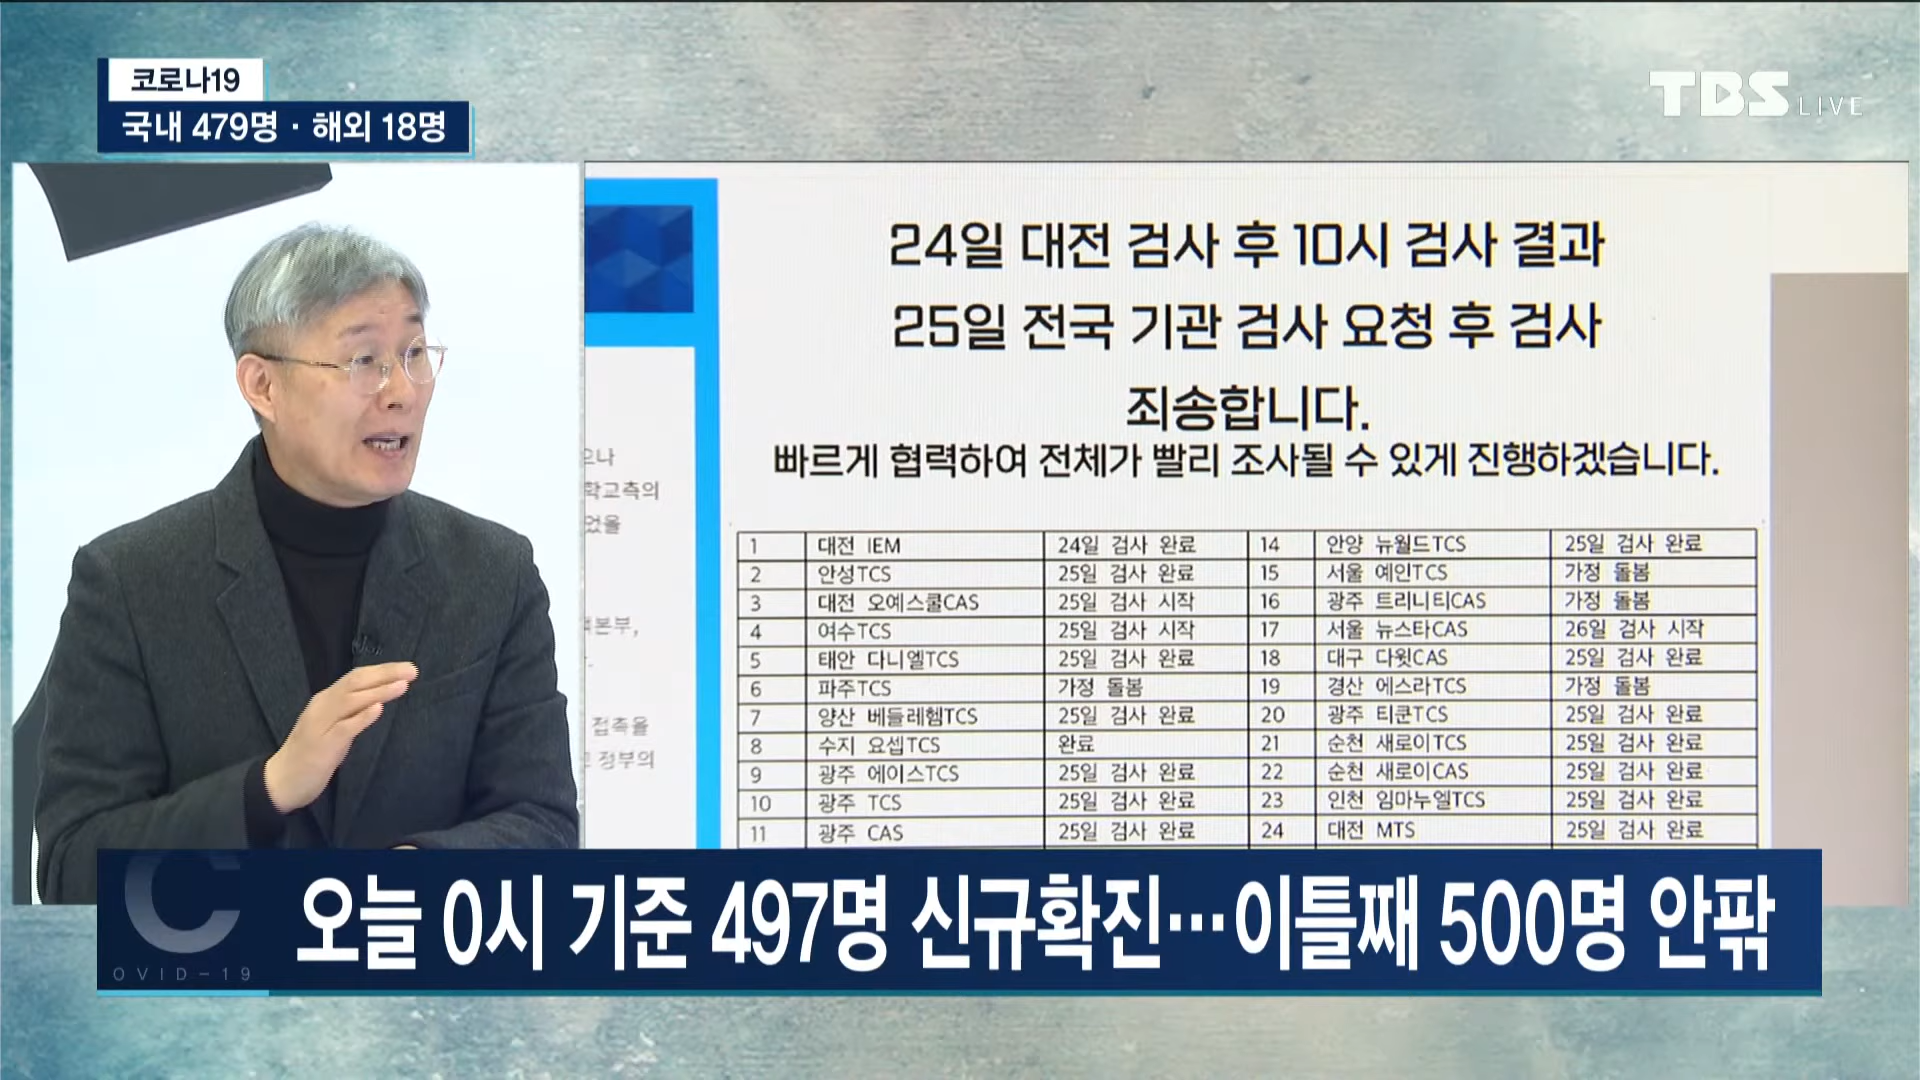 코로나19
국내 479명 · 해외 18명
TBS LIVE
24일 대전 검사 후 10시 검사 결과
25일 전국 기관 검사 요청 후 검사
죄송합니다.
빠르게 협력하여 전체가 빨리 조사될 수 있게 진행하겠습니다.
으나
학교측의
었을
책본부,
접촉을
정부의
1 대전 IEM 24일 검사 완료 14 안양 뉴월드TCS 25일 검사 완료
2 안성TCS 25일 검사 완료 15 서울 예인TCS 가정 돌봄
3 대전 오예스쿨CAS 25일 검사 시작 16 광주 트리니티CAS 가정 돌봄
4 여수TCS 25일 검사 시작 17 서울 뉴스타CAS 26일 검사 시작
5 태안 다니엘TCS 25일 검사 완료 18 대구 다윗CAS 25일 검사 완료
6 파주TCS 가정 돌봄 19 경산 에스라TCS 가정 돌봄
7 양산 베들레헴TCS 25일 검사 완료 20 광주 티쿤TCS 25일 검사 완료
8 수지 요셉TCS 완료 21 순천 새로이TCS 25일 검사 완료
9 광주 에이스TCS 25일 검사 완료 22 순천 새로이CAS 25일 검사 완료
10 광주 TCS 25일 검사 완료 23 인천 임마누엘TCS 25일 검사 완료
11 광주 CAS 25일 검사 완료 24 대전 MTS 25일 검사 완료
오늘 0시 기준 497명 신규확진…이틀째 500명 안팎
COVID-19